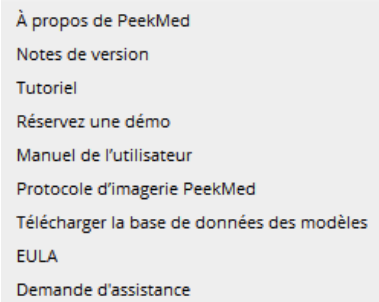 À propos de PeekMed
Notes de version
Tutoriel
Réservez une démo
Manuel de l’utilisateur
Protocole d’imagerie PeekMed
Télécharger la base de données des modèles
EULA
Demande d'assistance